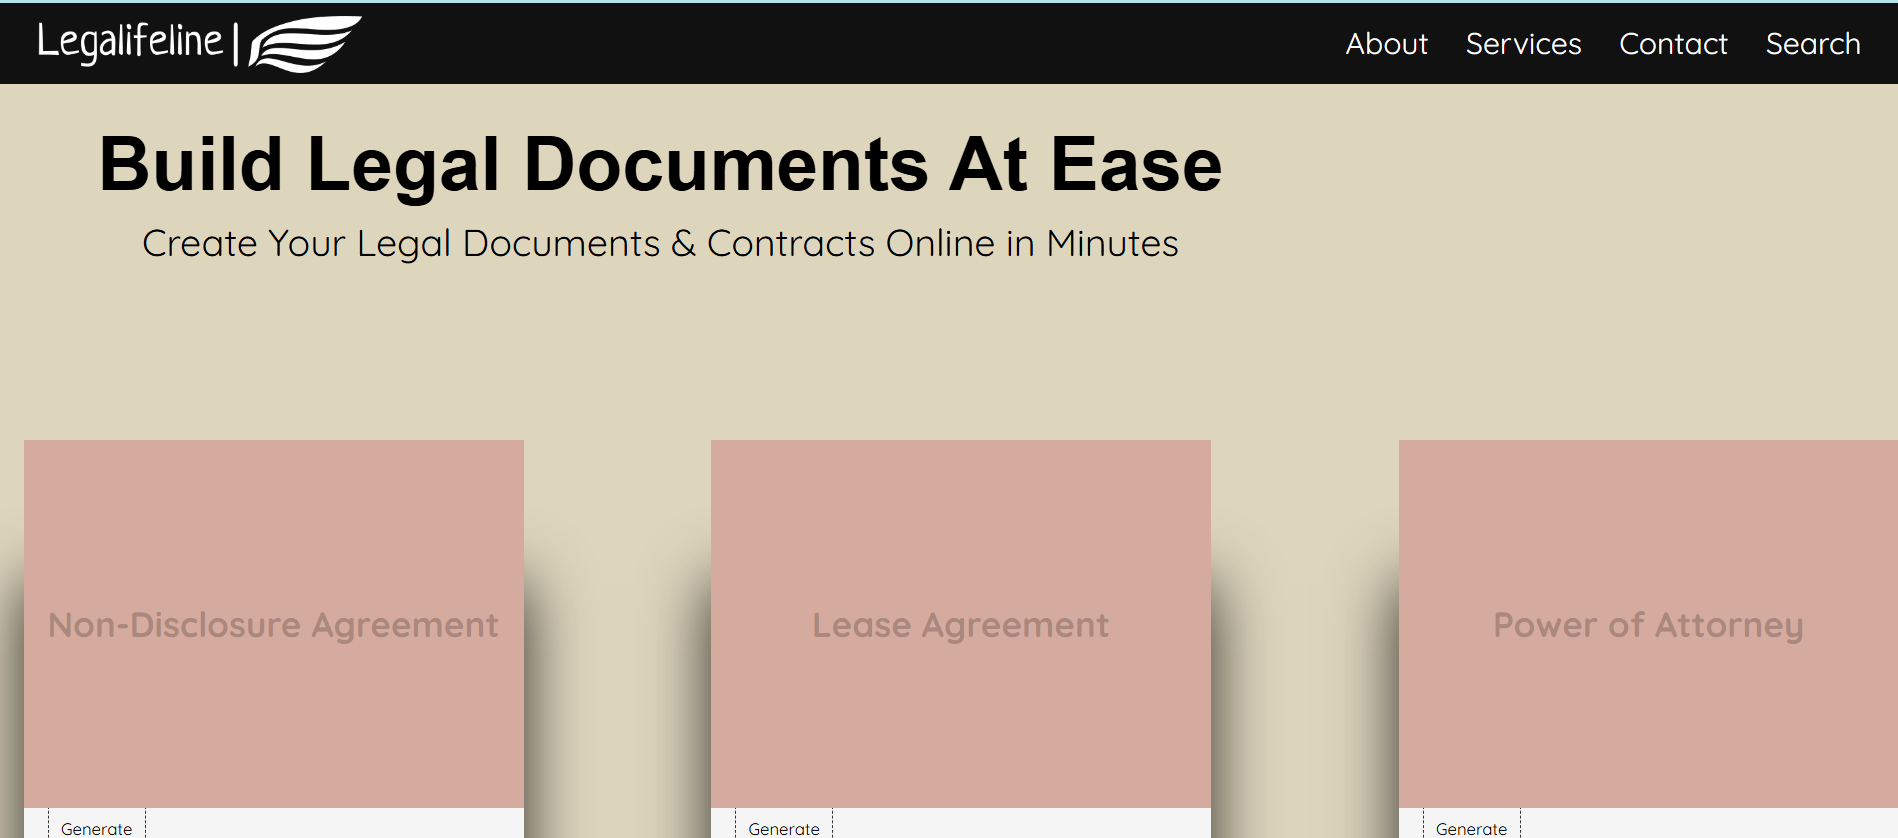 Legalifeline |
About Services Contact Search
Build Legal Documents At Ease
Create Your Legal Documents & Contracts Online in Minutes
Non-Disclosure Agreement
Lease Agreement
Power of Attorney
Generate
Generate
Generate